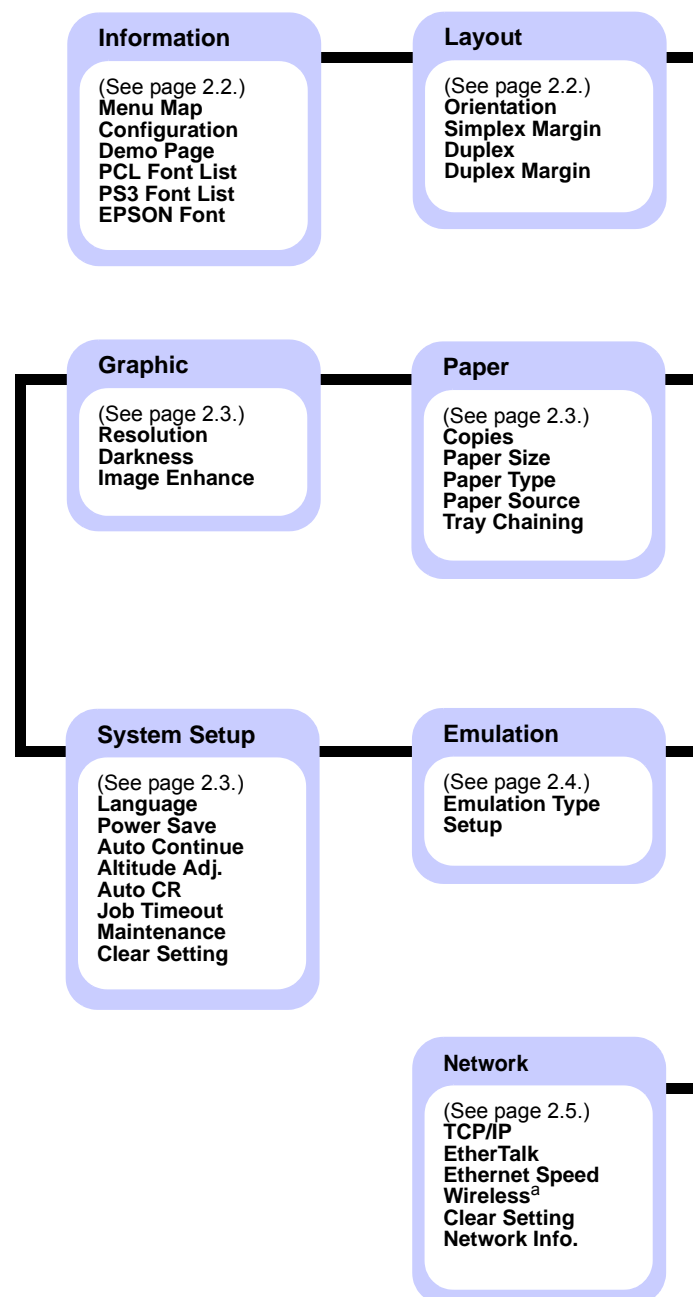 Information
(See page 2.2.)
Menu Map
Configuration
Demo Page
PCL Font List
PS3 Font List
EPSON Font
Layout
(See page 2.2.)
Orientation
Simplex Margin
Duplex
Duplex Margin
Graphic
(See page 2.3.)
Resolution
Darkness
Image Enhance
Paper
(See page 2.3.)
Copies
Paper Size
Paper Type
Paper Source
Tray Chaining
System Setup
(See page 2.3.)
Language
Power Save
Auto Continue
Altitude Adj.
Auto CR
Job Timeout
Maintenance
Clear Setting
Emulation
(See page 2.4.)
Emulation Type
Setup
Network
(See page 2.5.)
TCP/IP
EtherTalk
Ethernet Speed
Wirelessᵃ
Clear Setting
Network Info.